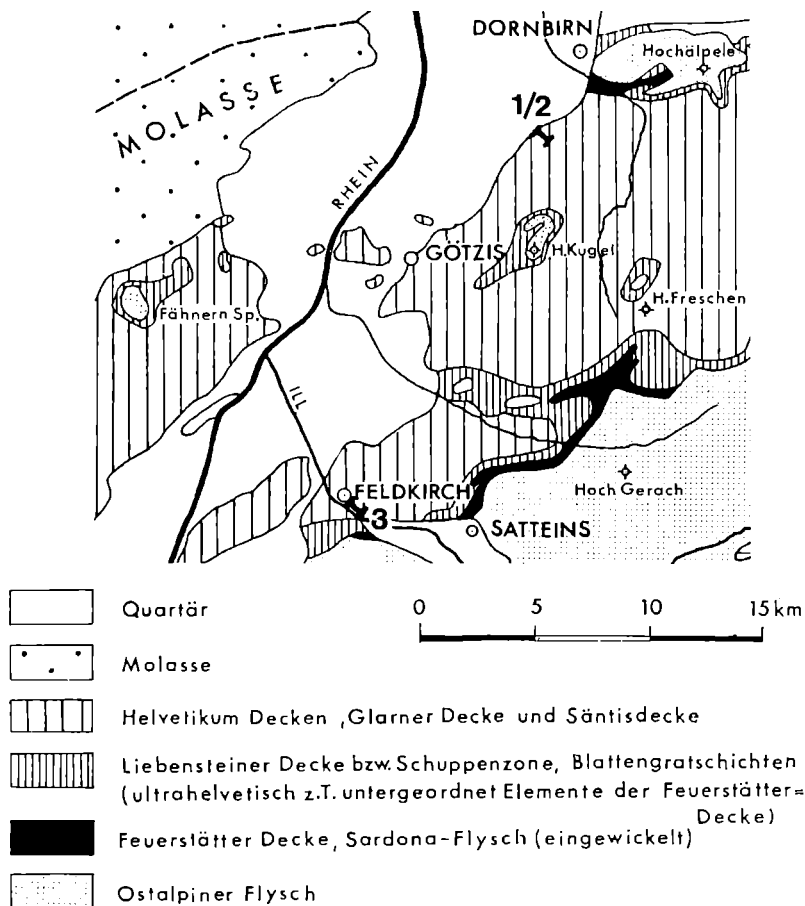 DORNBIRN
Hochälpele
MOLASSE
1/2
RHEIN
GÖTZIS
H.Kugel
H.Freschen
Fähnern Sp.
ILL
FELDKIRCH
3
Hoch Gerach
SATTEINS
Quartär
0 5 10 15 km
Molasse
Helvetikum Decken ,Glarner Decke und Säntisdecke
Liebensteiner Decke bzw. Schuppenzone, Blattengratschichten
(ultrahelvetisch z.T. untergeordnet Elemente der Feuerstätter=
Decke)
Feuerstätter Decke, Sardona-Flysch (eingewickelt)
Ostalpiner Flysch